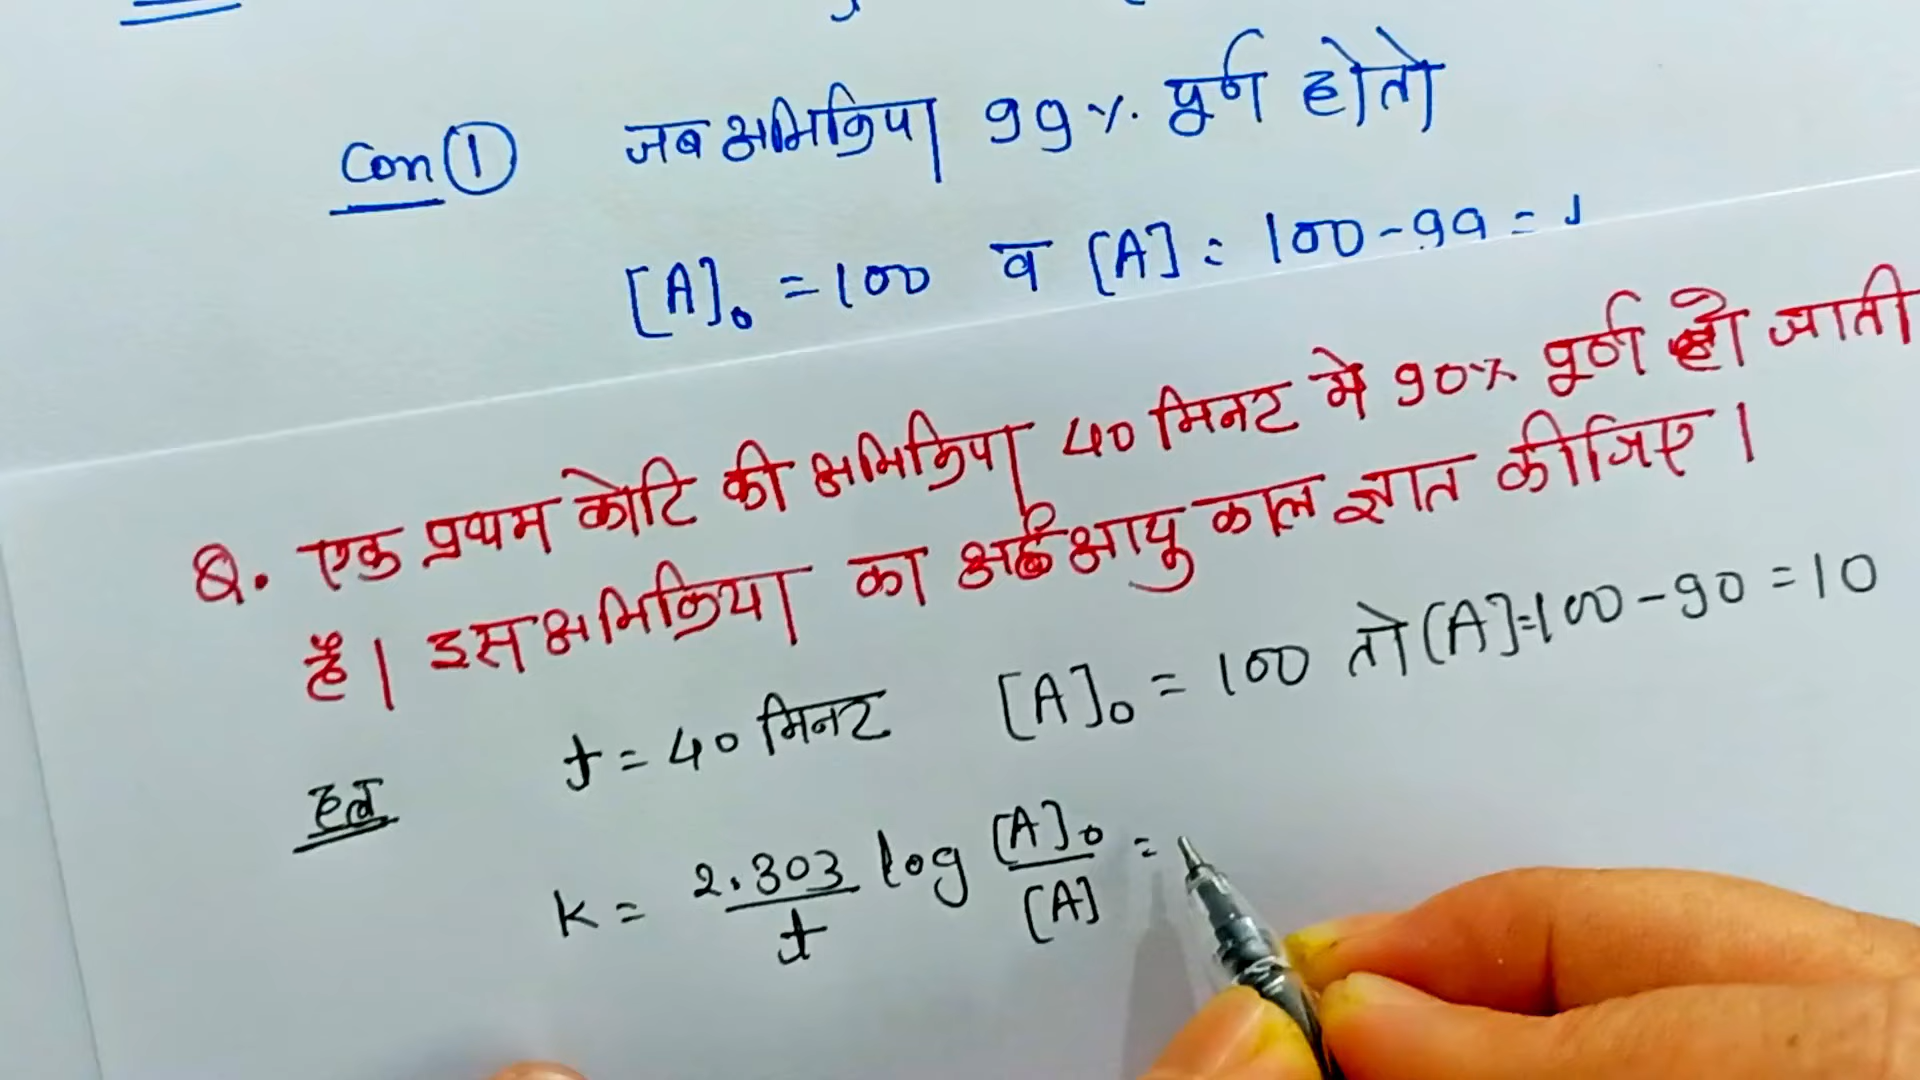 Con ① जब अभिक्रिया 99% पूर्ण हो तो
[A]₀ = 100 व [A] = 100-99 = 1
Q. एक प्रथम कोटि की अभिक्रिया 40 मिनट मे 90% पूर्ण हो जाती
है। इस अभिक्रिया का अर्द्धआयु काल ज्ञात कीजिए।
हल t = 40 मिनट [A]₀ = 100 तो [A]=100-90 = 10
K = 2.303/t log [A]₀/[A] =